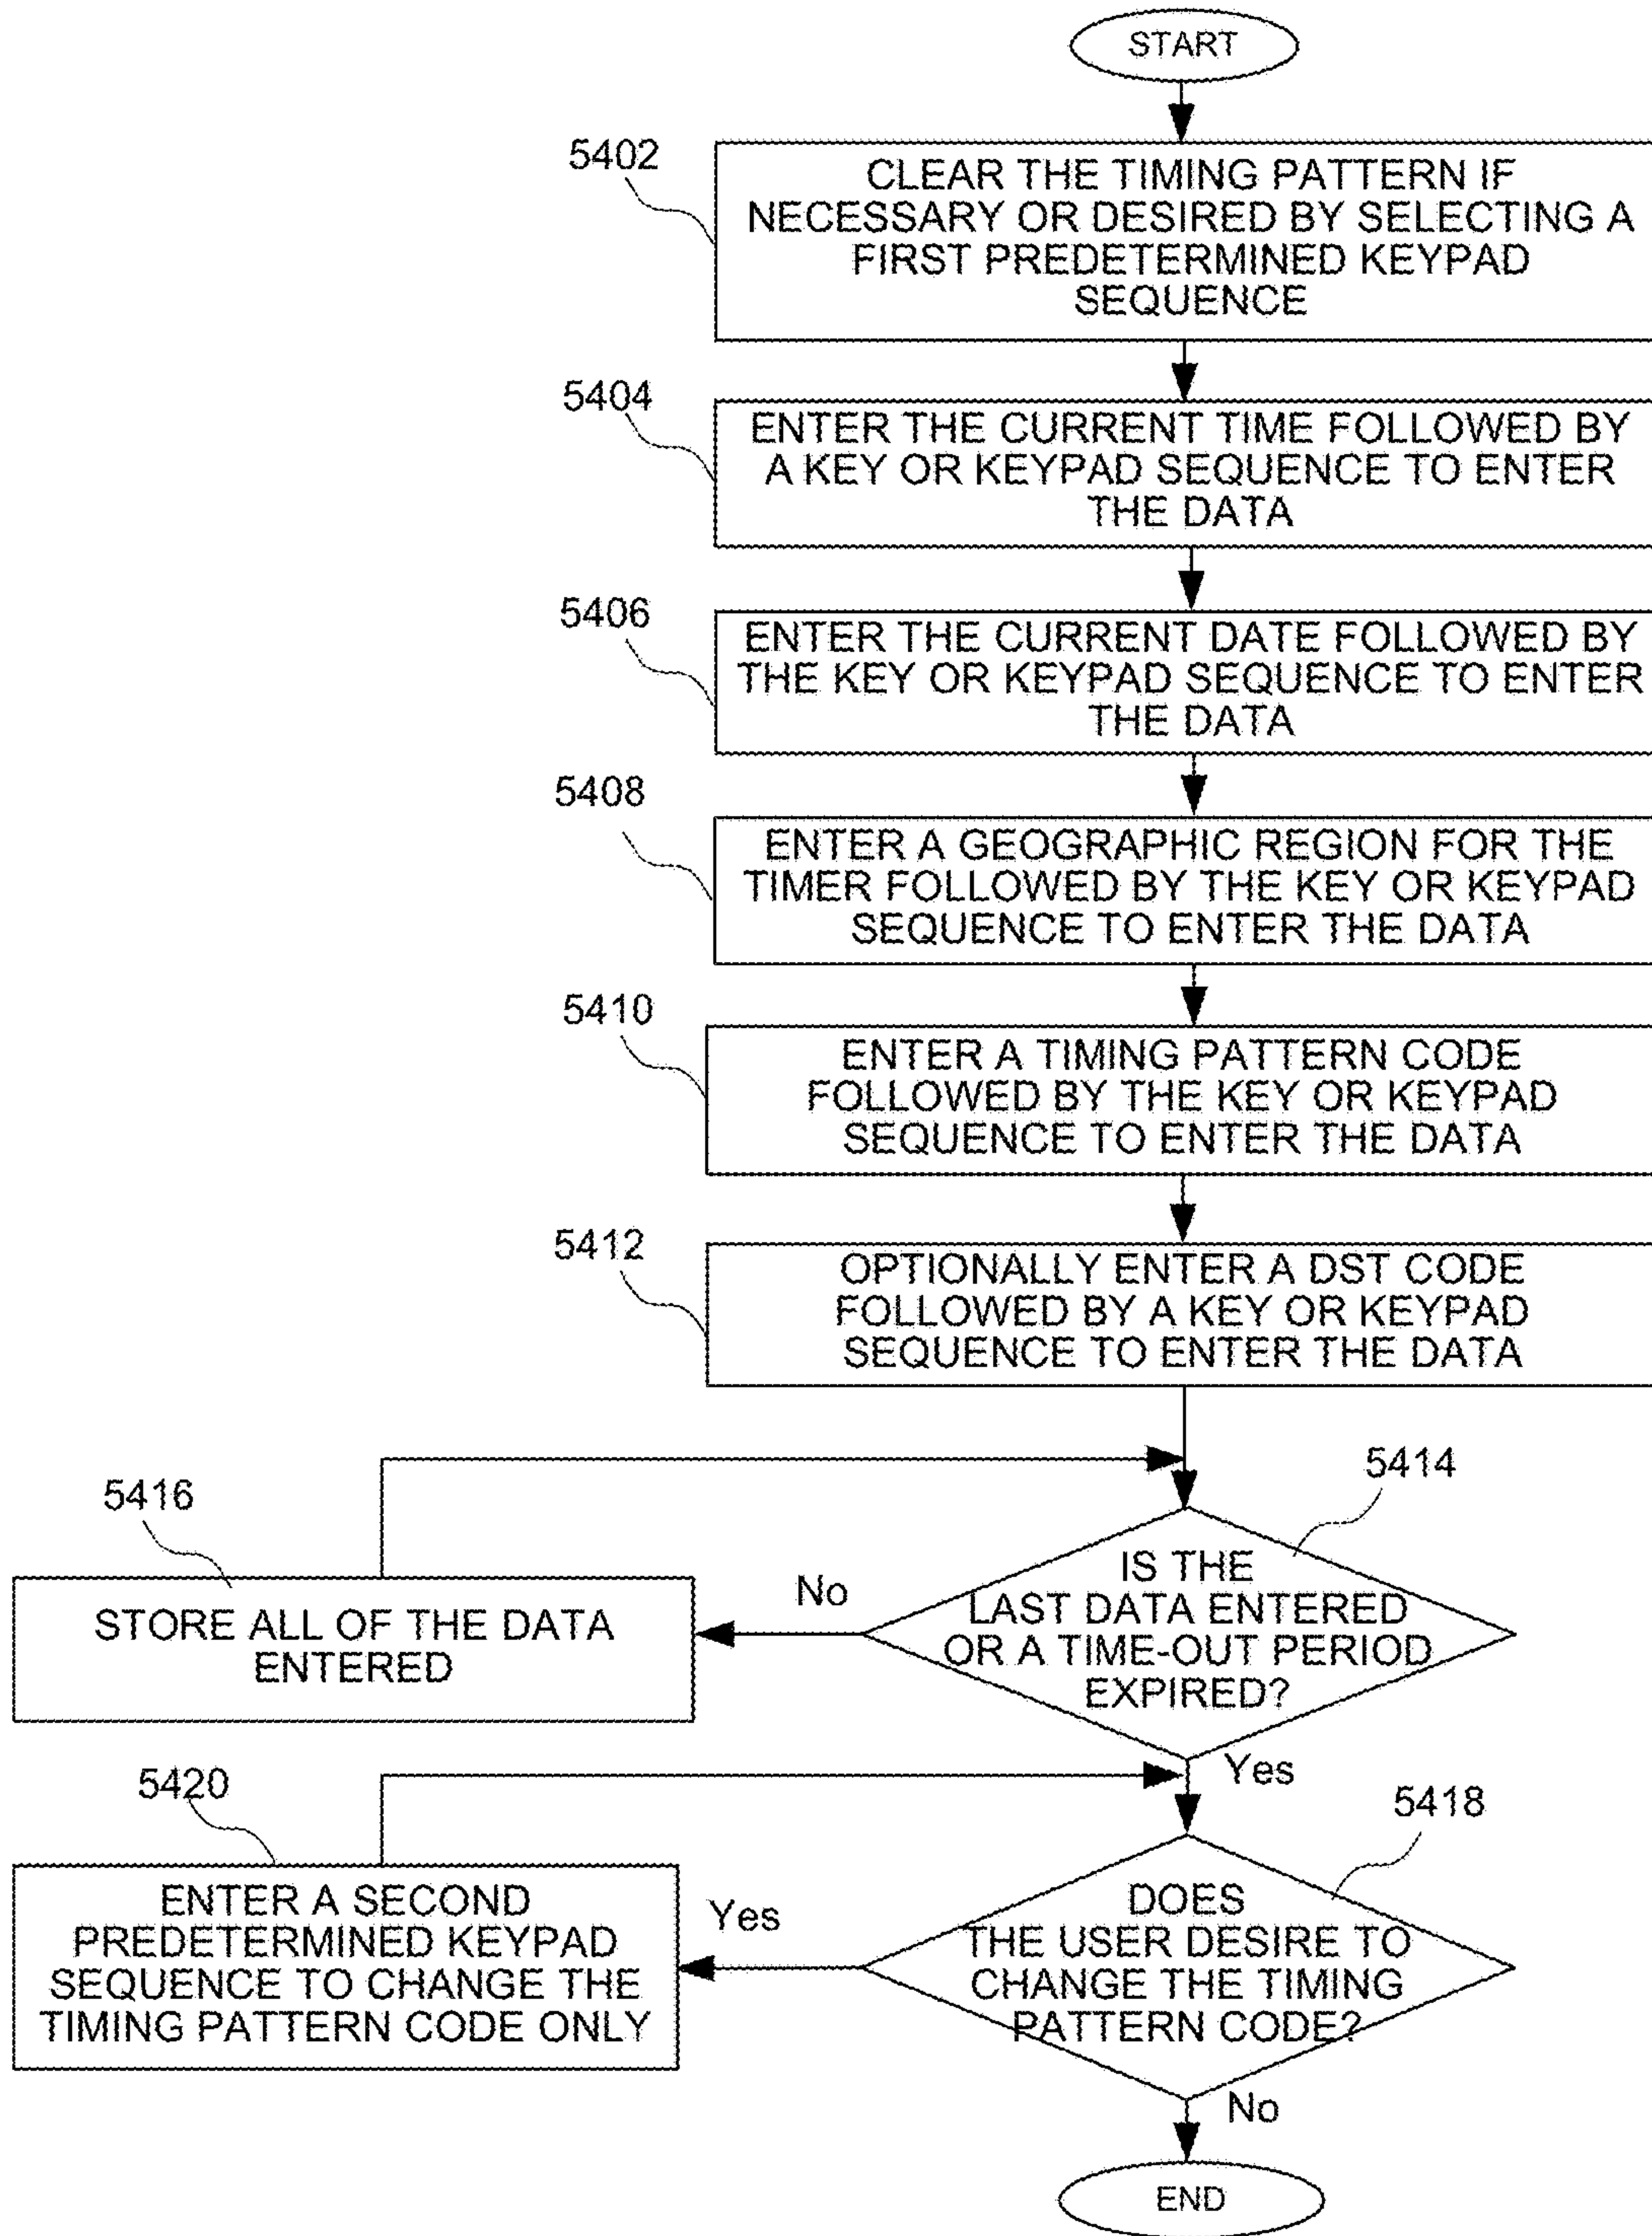 START
5402
CLEAR THE TIMING PATTERN IF
NECESSARY OR DESIRED BY SELECTING A
FIRST PREDETERMINED KEYPAD
SEQUENCE
5404
ENTER THE CURRENT TIME FOLLOWED BY
A KEY OR KEYPAD SEQUENCE TO ENTER
THE DATA
5406
ENTER THE CURRENT DATE FOLLOWED BY
THE KEY OR KEYPAD SEQUENCE TO ENTER
THE DATA
5408
ENTER A GEOGRAPHIC REGION FOR THE
TIMER FOLLOWED BY THE KEY OR KEYPAD
SEQUENCE TO ENTER THE DATA
5410
ENTER A TIMING PATTERN CODE
FOLLOWED BY THE KEY OR KEYPAD
SEQUENCE TO ENTER THE DATA
5412
OPTIONALLY ENTER A DST CODE
FOLLOWED BY A KEY OR KEYPAD
SEQUENCE TO ENTER THE DATA
5414
IS THE
LAST DATA ENTERED
OR A TIME-OUT PERIOD
EXPIRED?
No
5416
STORE ALL OF THE DATA
ENTERED
Yes
5418
DOES
THE USER DESIRE TO
CHANGE THE TIMING
PATTERN CODE?
Yes
5420
ENTER A SECOND
PREDETERMINED KEYPAD
SEQUENCE TO CHANGE THE
TIMING PATTERN CODE ONLY
No
END